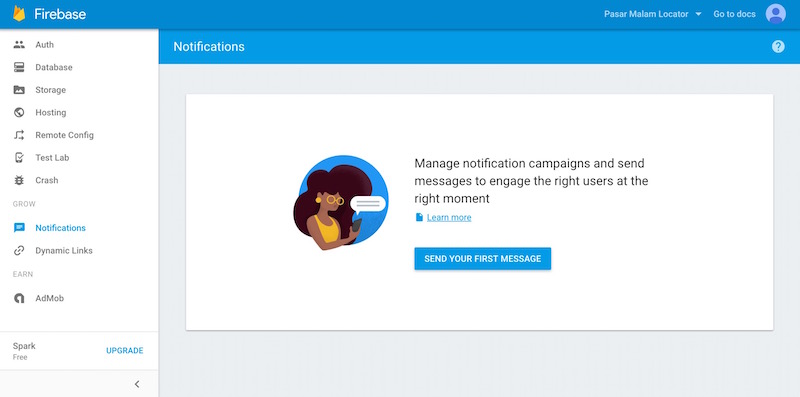 Firebase
Pasar Malam Locator
Go to docs
Auth
Database
Storage
Hosting
Remote Config
Test Lab
Crash
GROW
Notifications
Dynamic Links
EARN
AdMob
Spark
Free
UPGRADE
Notifications
?
Manage notification campaigns and send
messages to engage the right users at the
right moment
Learn more
SEND YOUR FIRST MESSAGE